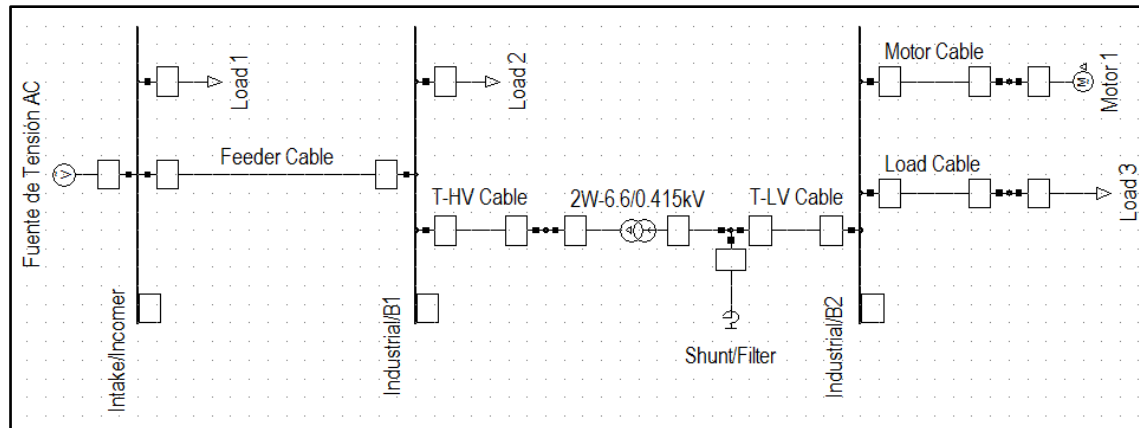 Fuente de Tensión AC
Intake/Incomer
Load 1
Feeder Cable
Industrial/B1
Load 2
T-HV Cable
2W-6.6/0.415kV
T-LV Cable
Shunt/Filter
Industrial/B2
Motor Cable
M
Motor 1
Load Cable
Load 3
V